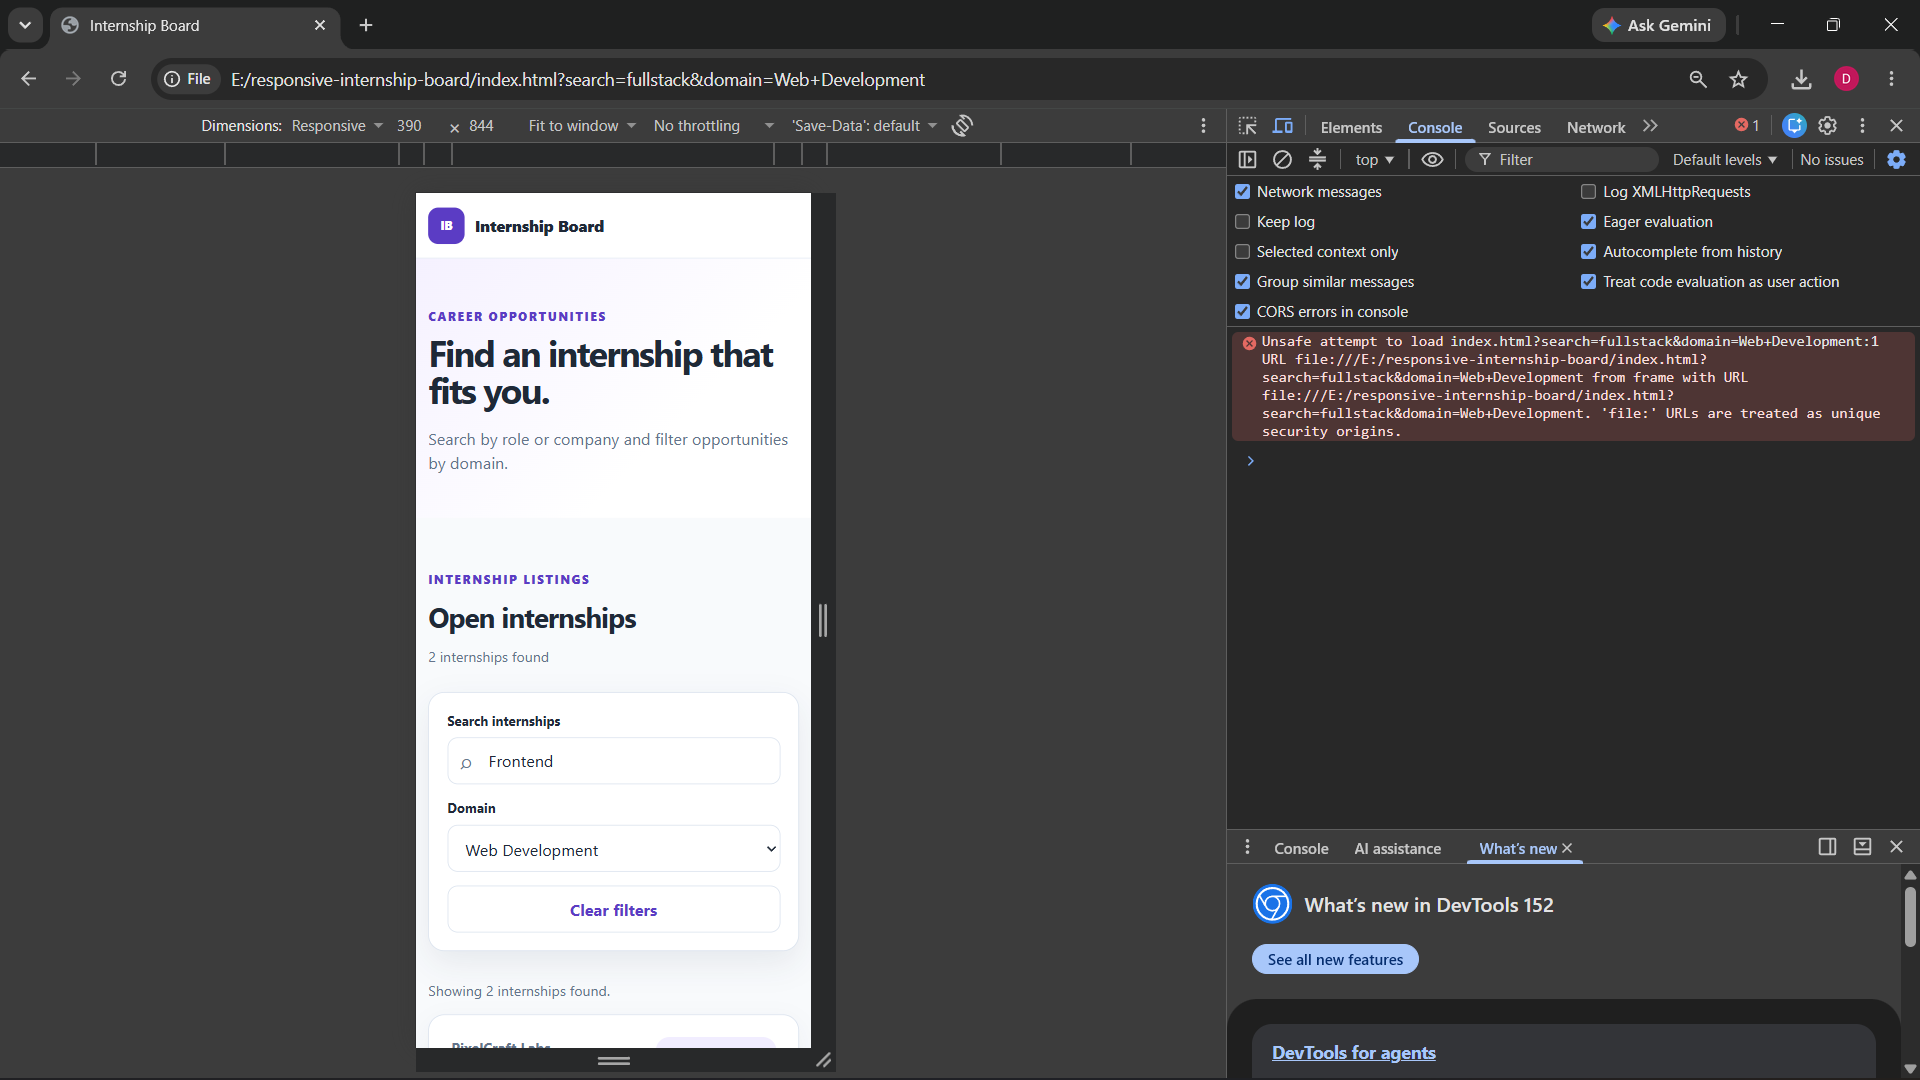 Internship Board
Ask Gemini
File
E:/responsive-internship-board/index.html?search=fullstack&domain=Web+Development
D
Dimensions: Responsive 390 × 844 Fit to window No throttling 'Save-Data': default
Elements Console Sources Network 1
top Filter Default levels No issues
Network messages Log XMLHttpRequests
Keep log Eager evaluation
Selected context only Autocomplete from history
Group similar messages Treat code evaluation as user action
CORS errors in console
Unsafe attempt to load index.html?search=fullstack&domain=Web+Development:1
URL file:///E:/responsive-internship-board/index.html?
search=fullstack&domain=Web+Development from frame with URL
file:///E:/responsive-internship-board/index.html?
search=fullstack&domain=Web+Development. 'file:' URLs are treated as unique
security origins.
IB Internship Board
CAREER OPPORTUNITIES
Find an internship that
fits you.
Search by role or company and filter opportunities
by domain.
INTERNSHIP LISTINGS
Open internships
2 internships found
Search internships
Frontend
Domain
Web Development
Clear filters
Showing 2 internships found.
PixelCraft Labs
Console AI assistance What's new
What's new in DevTools 152
See all new features
DevTools for agents